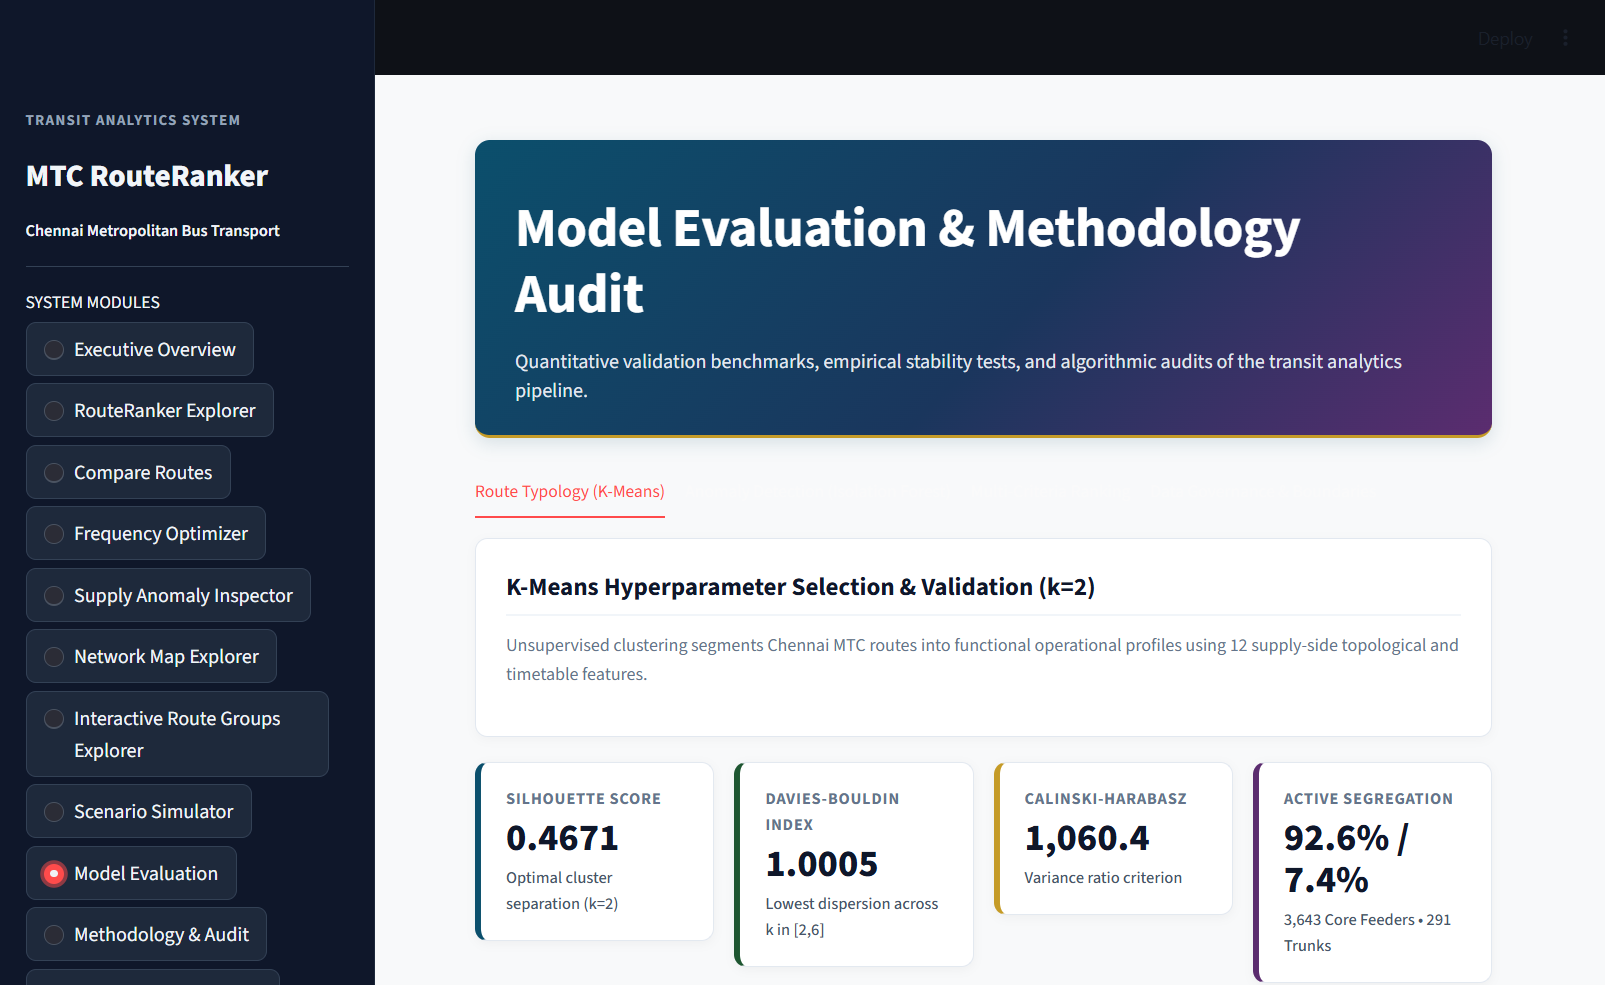 Deploy
TRANSIT ANALYTICS SYSTEM
MTC RouteRanker
Chennai Metropolitan Bus Transport
SYSTEM MODULES
Executive Overview
RouteRanker Explorer
Compare Routes
Frequency Optimizer
Supply Anomaly Inspector
Network Map Explorer
Interactive Route Groups
Explorer
Scenario Simulator
Model Evaluation
Methodology & Audit
Model Evaluation & Methodology
Audit
Quantitative validation benchmarks, empirical stability tests, and algorithmic audits of the transit analytics
pipeline.
Route Typology (K-Means)
K-Means Hyperparameter Selection & Validation (k=2)
Unsupervised clustering segments Chennai MTC routes into functional operational profiles using 12 supply-side topological and
timetable features.
SILHOUETTE SCORE
0.4671
Optimal cluster
separation (k=2)
DAVIES-BOULDIN
INDEX
1.0005
Lowest dispersion across
k in [2,6]
CALINSKI-HARABASZ
1,060.4
Variance ratio criterion
ACTIVE SEGREGATION
92.6% /
7.4%
3,643 Core Feeders • 291
Trunks